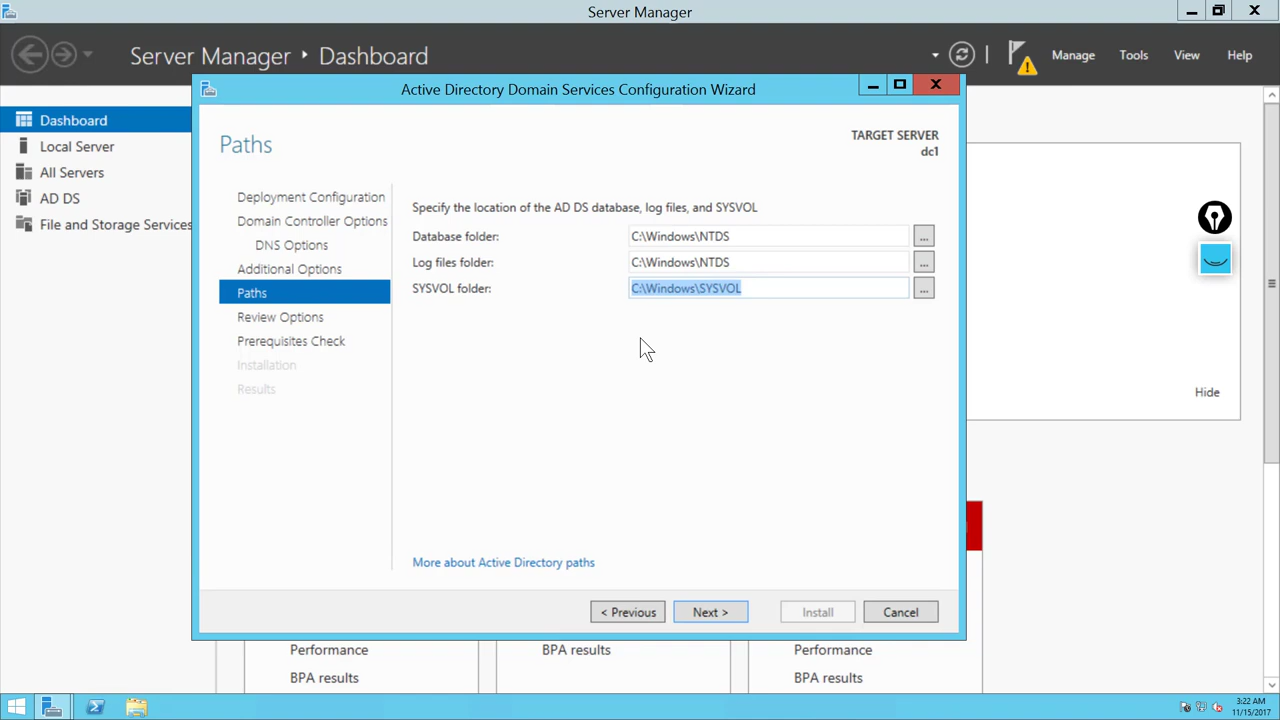 Server Manager
Server Manager ‣ Dashboard
Manage Tools View Help
Dashboard
Local Server
All Servers
AD DS
File and Storage Services
Active Directory Domain Services Configuration Wizard
Paths
TARGET SERVER
dc1
Deployment Configuration
Domain Controller Options
DNS Options
Additional Options
Paths
Review Options
Prerequisites Check
Installation
Results
Specify the location of the AD DS database, log files, and SYSVOL
Database folder: C:\Windows\NTDS ...
Log files folder: C:\Windows\NTDS ...
SYSVOL folder: C:\Windows\SYSVOL ...
More about Active Directory paths
< Previous Next > Install Cancel
Hide
Performance
BPA results
BPA results
Performance
BPA results
3:22 AM
11/15/2017